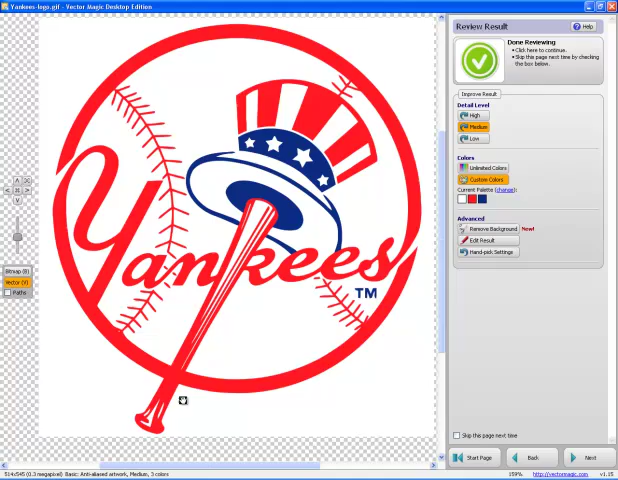 Yankees-logo.gif - Vector Magic Desktop Edition
Review Result
Help
Done Reviewing
• Click here to continue.
• Skip this page next time by checking the box below.
Improve Result
Detail Level
High
Medium
Low
Colors
Unlimited Colors
Custom Colors
Current Palette (change):
Advanced
Remove Background New!
Edit Result
Hand-pick Settings
Bitmap (B)
Vector (V)
Paths
Yankees
TM
Skip this page next time
Start Page
Back
Next
514x545 (0.3 megapixel) Basic: Anti-aliased artwork, Medium, 3 colors
159%
http://vectormagic.com
v1.15